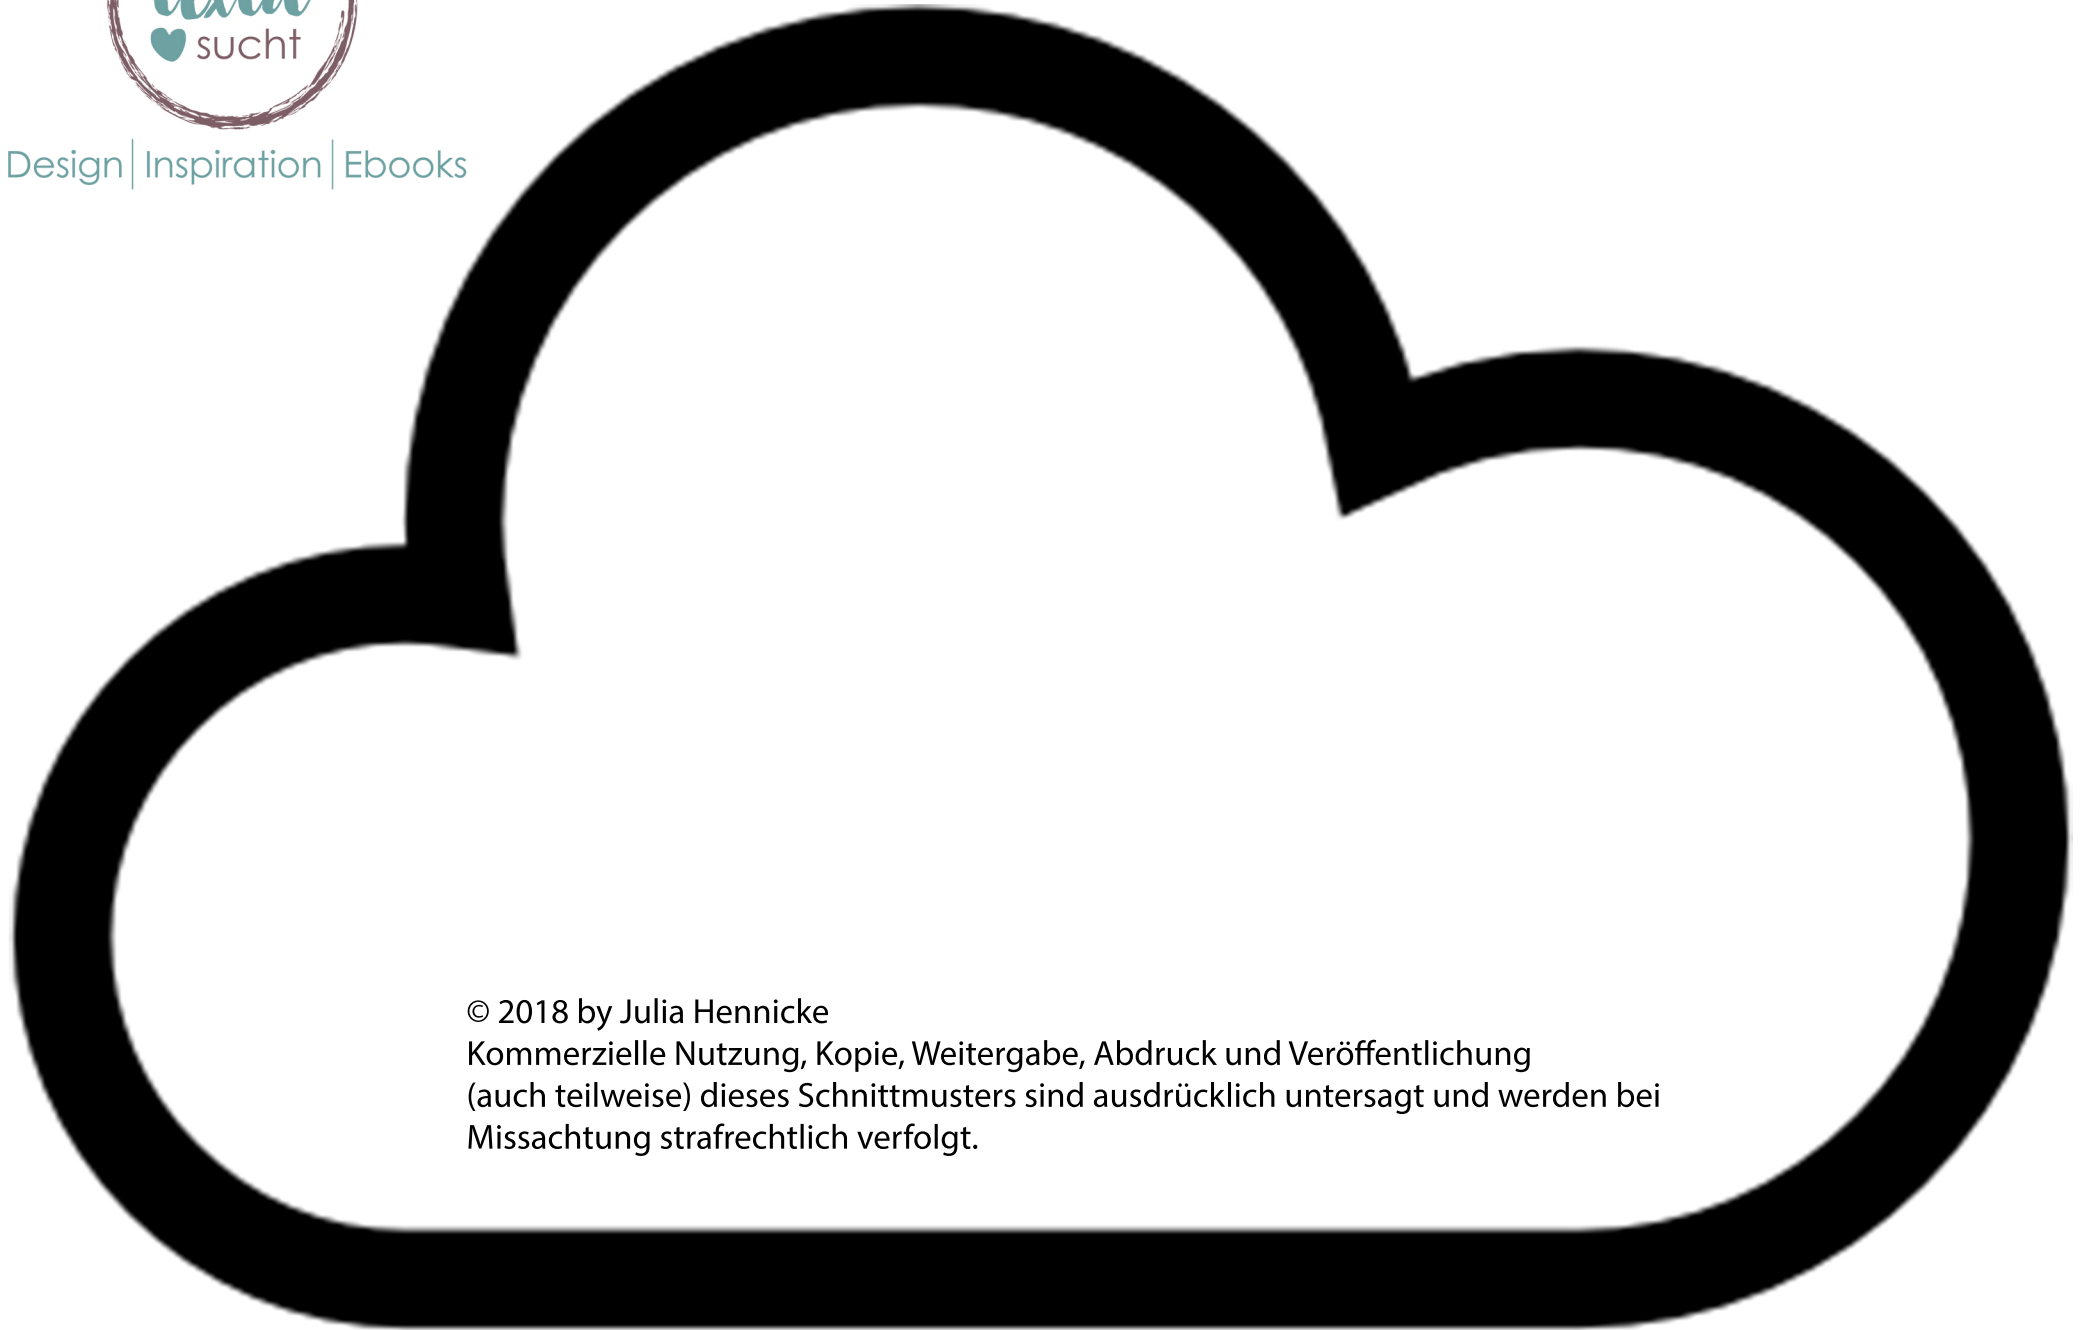 sucht
Design|Inspiration|Ebooks
© 2018 by Julia Hennicke
Kommerzielle Nutzung, Kopie, Weitergabe, Abdruck und Veröffentlichung
(auch teilweise) dieses Schnittmusters sind ausdrücklich untersagt und werden bei
Missachtung strafrechtlich verfolgt.